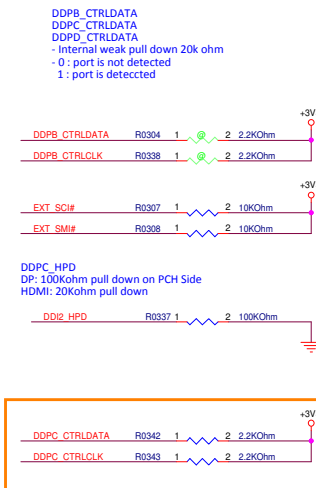 DDPB_CTRLDATA
DDPC_CTRLDATA
DDPD_CTRLDATA
- Internal weak pull down 20k ohm
- 0 : port is not detected
1 : port is deteccted
+3V
DDPB_CTRLDATA R0304 1 @ 2 2.2KOhm
DDPB_CTRLCLK R0338 1 @ 2 2.2KOhm
+3V
EXT_SCI# R0307 1 2 10KOhm
EXT_SMI# R0308 1 2 10KOhm
DDPC_HPD
DP: 100Kohm pull down on PCH Side
HDMI: 20Kohm pull down
DDI2_HPD R0337 1 2 100KOhm
+3V
DDPC_CTRLDATA R0342 1 2 2.2KOhm
DDPC_CTRLCLK R0343 1 2 2.2KOhm